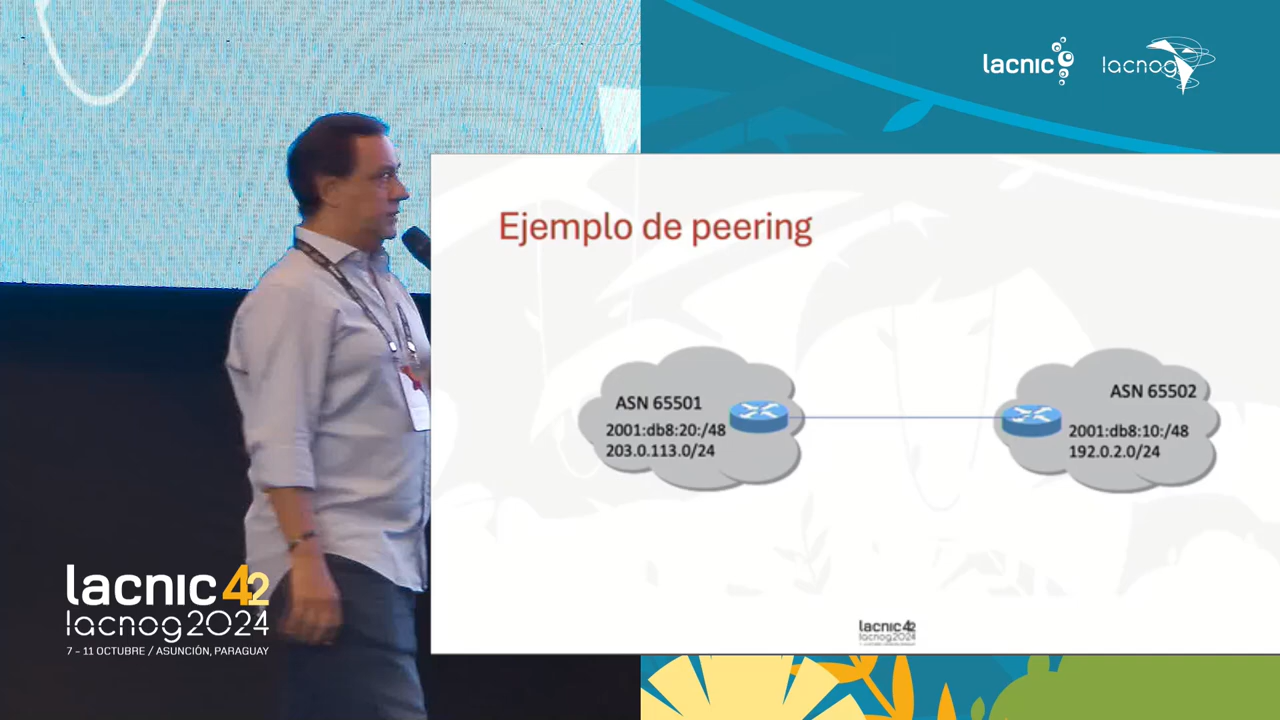 lacnic
lacnog
Ejemplo de peering
ASN 65501
2001:db8:20:/48
203.0.113.0/24
ASN 65502
2001:db8:10:/48
192.0.2.0/24
lacnic42
lacnog2024
lacnic42
lacnog2024
7 - 11 OCTUBRE / ASUNCIÓN, PARAGUAY